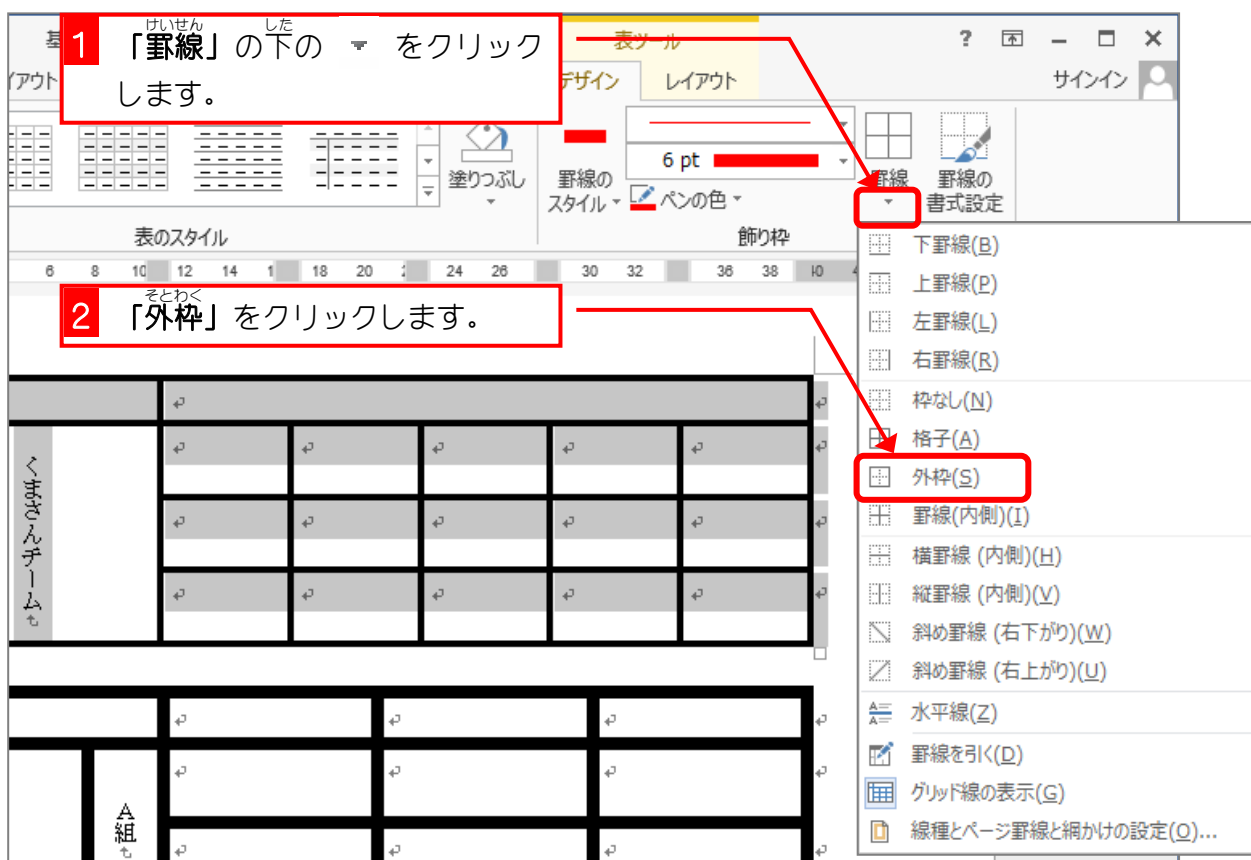 基
1 「罫線」の下の ▼ をクリック
けいせん した
します。
表ツール
?
イアウト
デザイン レイアウト
サインイン
6 pt
塗りつぶし
罫線の
スタイル
ペンの色
罫線
罫線の
書式設定
表のスタイル
飾り枠
6 8 10 12 14 1 18 20 2 24 26 30 32 36 38 40 4
2 「外枠」をクリックします。
そとわく
下罫線(B)
上罫線(P)
左罫線(L)
右罫線(R)
枠なし(N)
格子(A)
外枠(S)
罫線(内側)(I)
横罫線 (内側)(H)
縦罫線 (内側)(V)
斜め罫線 (右下がり)(W)
斜め罫線 (右上がり)(U)
水平線(Z)
罫線を引く(D)
グリッド線の表示(G)
線種とページ罫線と網かけの設定(O)...
くまさんチーム
A組